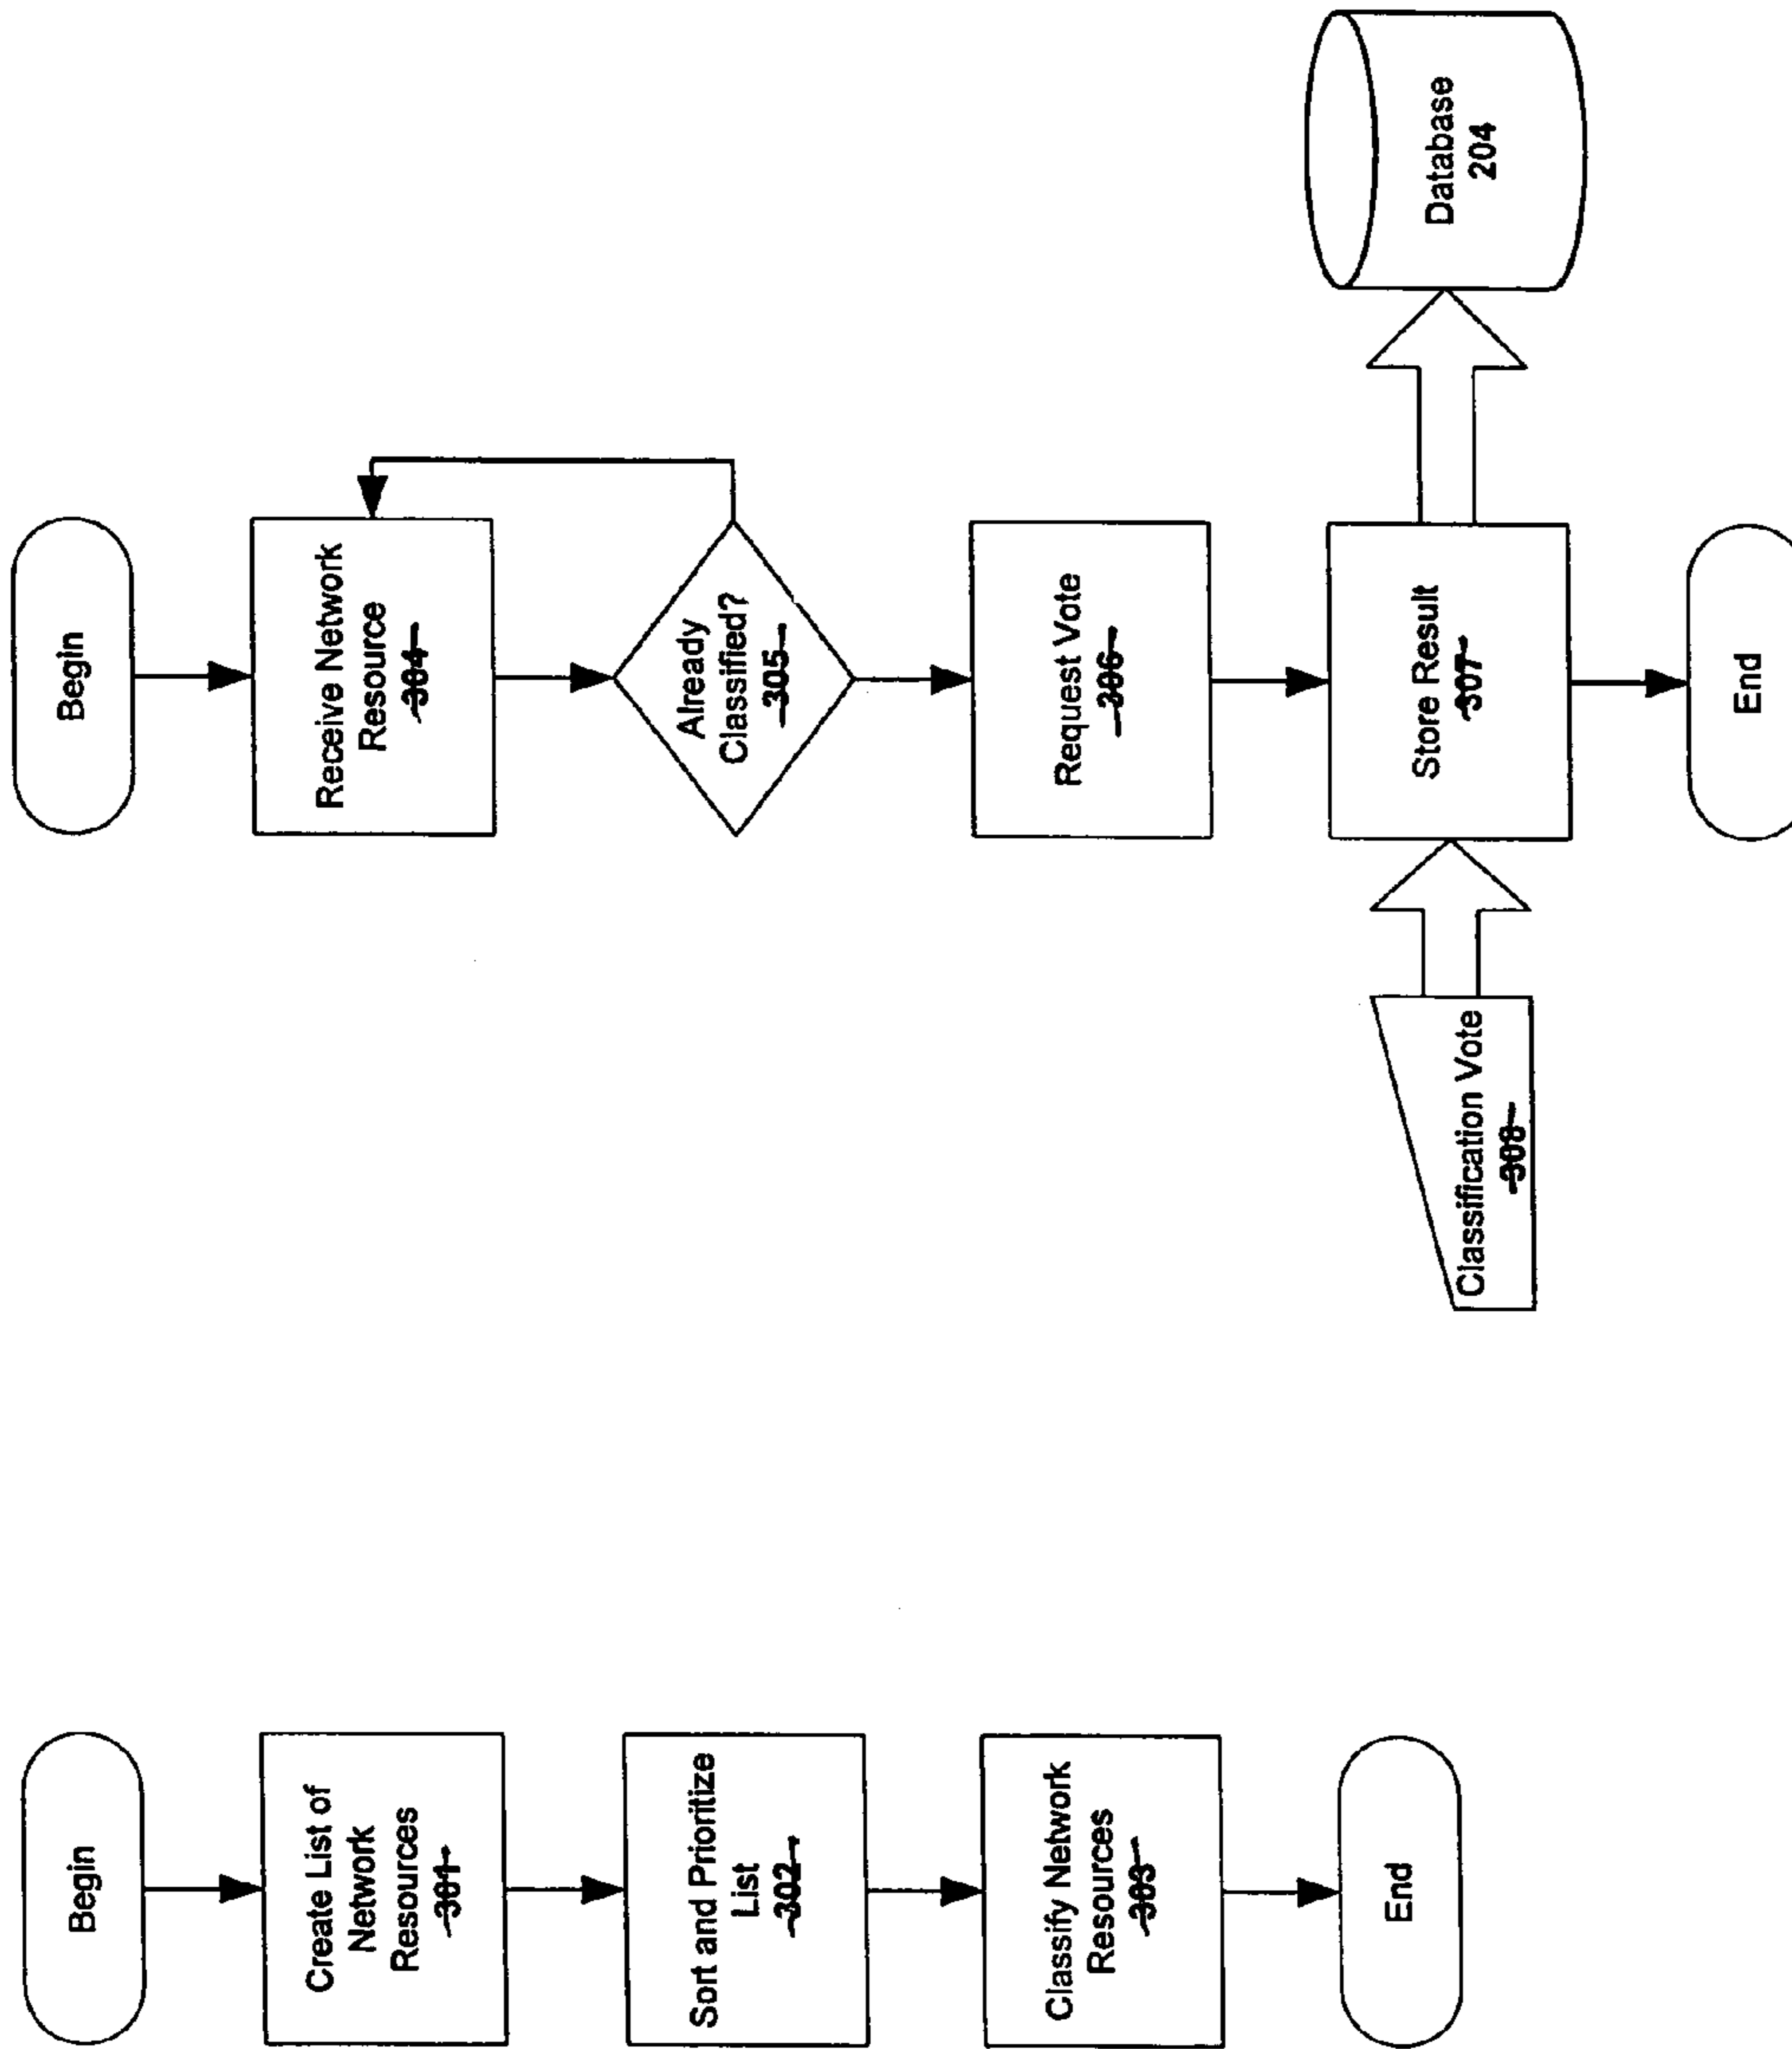 Begin
Create List of
Network
Resources
301
Sort and Prioritize
List
302
Classify Network
Resources
303
End
Begin
Receive Network
Resource
304
Already
Classified?
305
Request Vote
306
Classification Vote
308
Store Result
307
Database
204
End